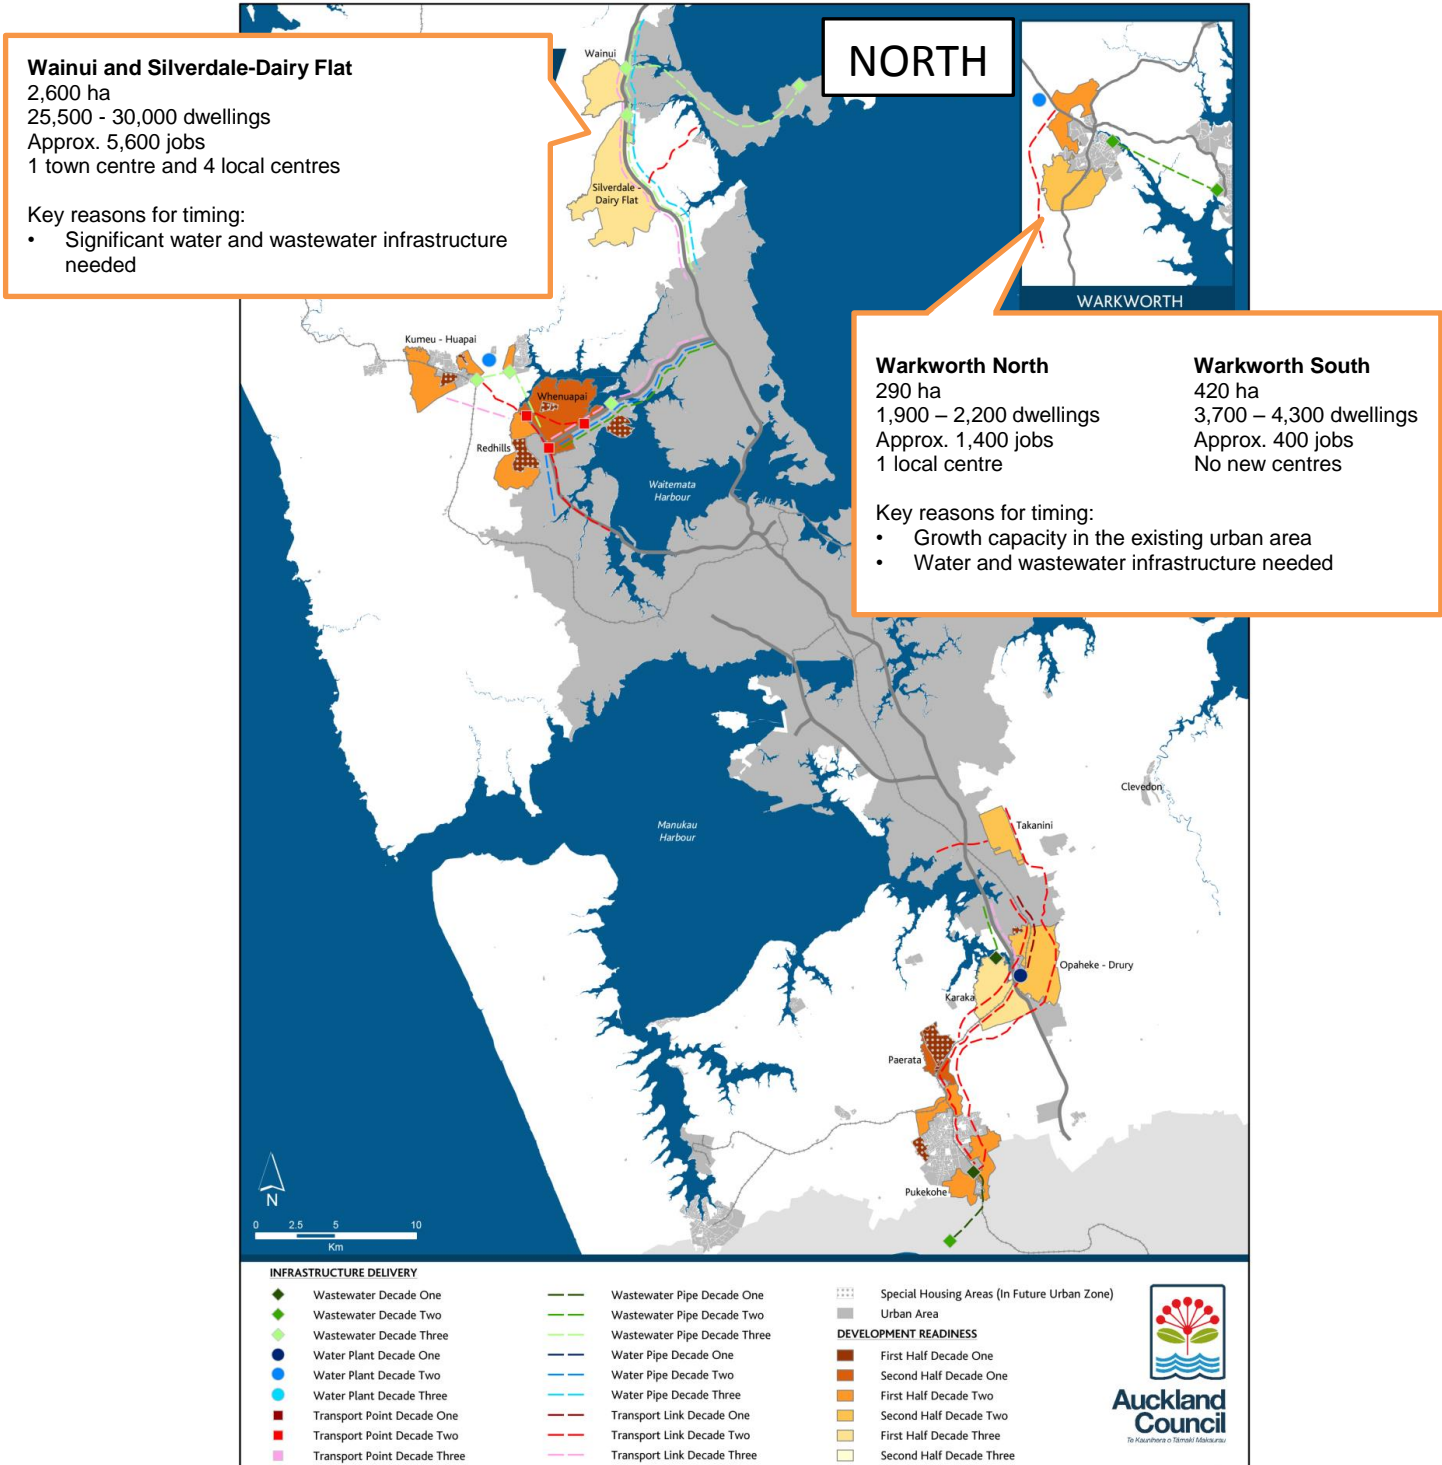 NORTH
Wainui and Silverdale-Dairy Flat
2,600 ha
25,500 - 30,000 dwellings
Approx. 5,600 jobs
1 town centre and 4 local centres
Key reasons for timing:
• Significant water and wastewater infrastructure
needed
Wainui
Silverdale -
Dairy Flat
WARKWORTH
Warkworth North
290 ha
1,900 – 2,200 dwellings
Approx. 1,400 jobs
1 local centre
Warkworth South
420 ha
3,700 – 4,300 dwellings
Approx. 400 jobs
No new centres
Key reasons for timing:
• Growth capacity in the existing urban area
• Water and wastewater infrastructure needed
Kumeu - Huapai
Whenuapai
Redhills
Waitemata
Harbour
Clevedon
Manukau
Harbour
Takanini
Opaheke - Drury
Karaka
Paerata
Pukekohe
N
0 2.5 5 10
Km
INFRASTRUCTURE DELIVERY
Wastewater Decade One
Wastewater Decade Two
Wastewater Decade Three
Water Plant Decade One
Water Plant Decade Two
Water Plant Decade Three
Transport Point Decade One
Transport Point Decade Two
Transport Point Decade Three
Wastewater Pipe Decade One
Wastewater Pipe Decade Two
Wastewater Pipe Decade Three
Water Pipe Decade One
Water Pipe Decade Two
Water Pipe Decade Three
Transport Link Decade One
Transport Link Decade Two
Transport Link Decade Three
Special Housing Areas (In Future Urban Zone)
Urban Area
DEVELOPMENT READINESS
First Half Decade One
Second Half Decade One
First Half Decade Two
Second Half Decade Two
First Half Decade Three
Second Half Decade Three
Auckland
Council
Te Kaunihera o Tāmaki Makaurau